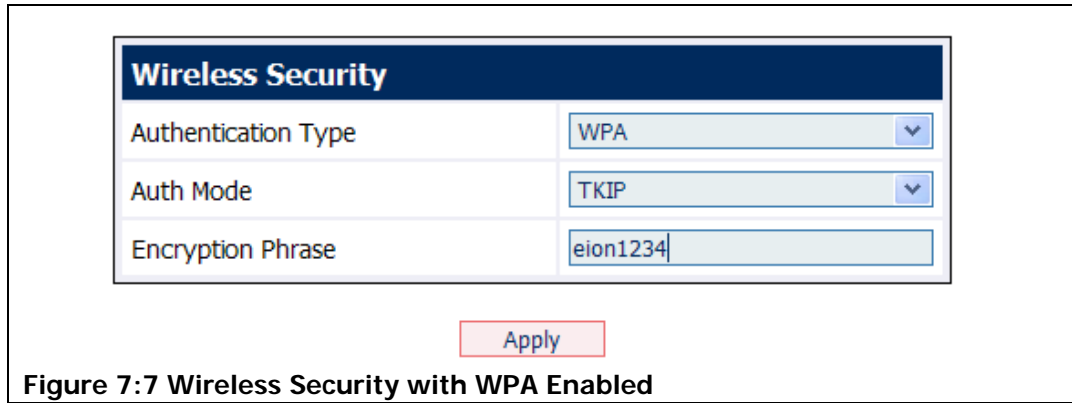 Wireless Security
Authentication Type WPA
Auth Mode TKIP
Encryption Phrase eion1234
Apply
Figure 7:7 Wireless Security with WPA Enabled